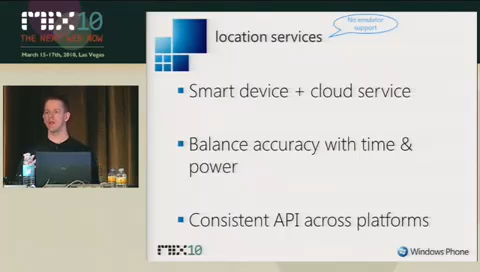 MIX10
THE NEXT WEB NOW
March 15-17th, 2010, Las Vegas
location services
No emulator
support
Smart device + cloud service
Balance accuracy with time &
power
Consistent API across platforms
MIX10
Windows Phone